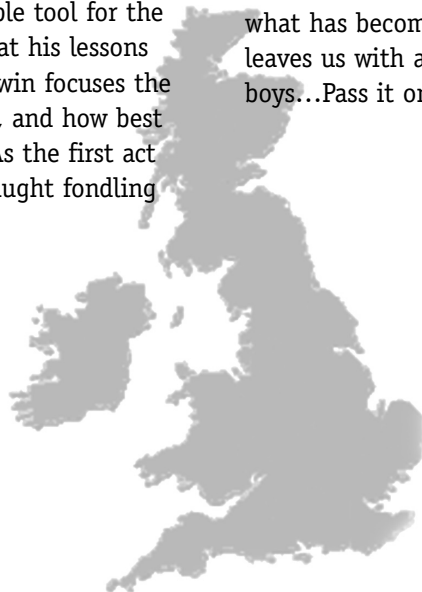 ple tool for the
at his lessons
win focuses the
, and how best
As the first act
ught fondling
what has becom
leaves us with a
boys...Pass it on